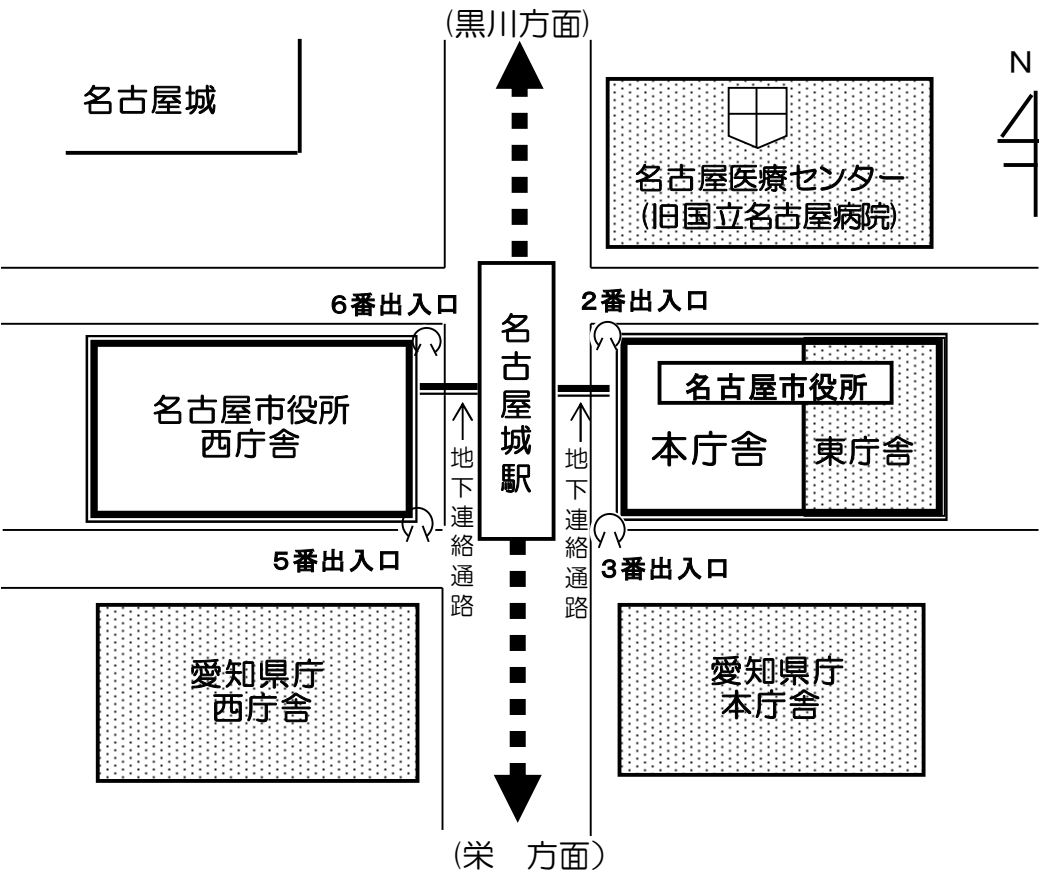 (黒川方面)
N
名古屋城
名古屋医療センター
(旧国立名古屋病院)
6番出入口
2番出入口
名古屋城駅
名古屋市役所
西庁舎
名古屋市役所
本庁舎
東庁舎
地下連絡通路
地下連絡通路
5番出入口
3番出入口
愛知県庁
西庁舎
愛知県庁
本庁舎
(栄　方面)